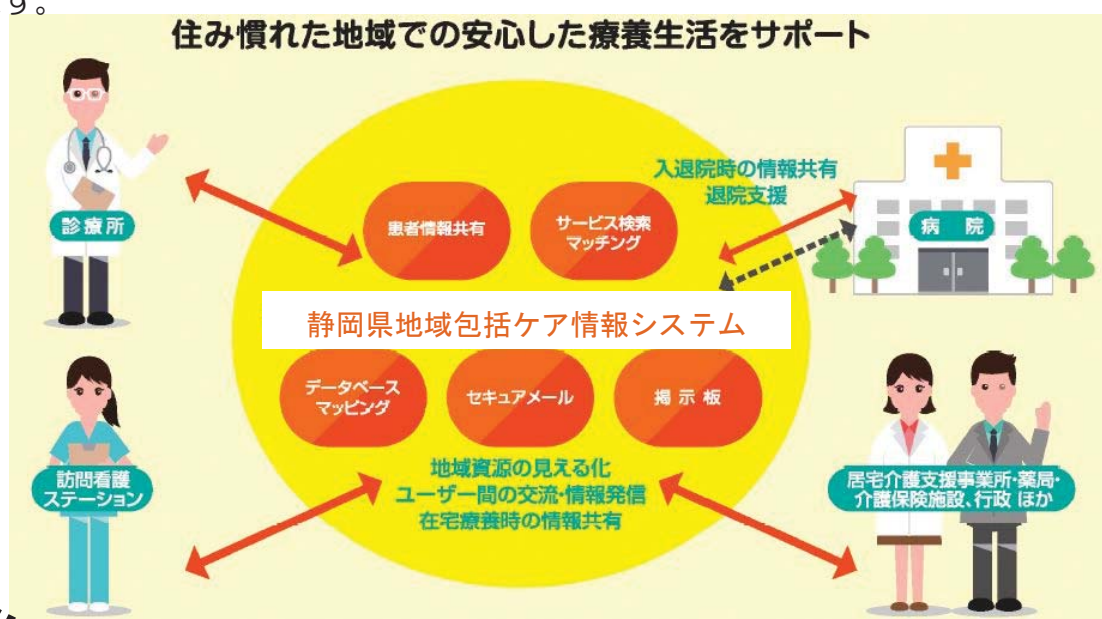 す。
住み慣れた地域での安心した療養生活をサポート
診療所
入退院時の情報共有
退院支援
病 院
患者情報共有
サービス検索
マッチング
静岡県地域包括ケア情報システム
データベース
マッピング
セキュアメール
掲 示 板
地域資源の見える化
ユーザー間の交流・情報発信
在宅療養時の情報共有
訪問看護
ステーション
居宅介護支援事業所・薬局・
介護保険施設、行政 ほか